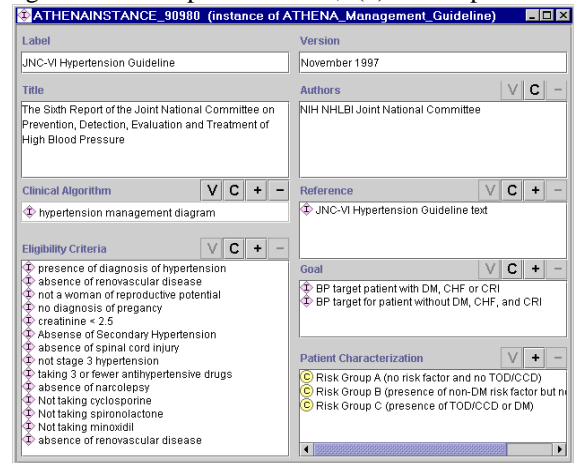 ATHENAINSTANCE_90980 (instance of ATHENA_Management_Guideline)
Label
JNC-VI Hypertension Guideline
Version
November 1997
Title
The Sixth Report of the Joint National Committee on
Prevention, Detection, Evaluation and Treatment of
High Blood Pressure
Authors
V C −
NIH NHLBI Joint National Committee
Clinical Algorithm
V C + −
hypertension management diagram
Reference
V C + −
JNC-VI Hypertension Guideline text
Eligibility Criteria
V C + −
presence of diagnosis of hypertension
absence of renovascular disease
not a woman of reproductive potential
no diagnosis of pregancy
creatinine < 2.5
Absense of Secondary Hypertension
absence of spinal cord injury
not stage 3 hypertension
taking 3 or fewer antihypertensive drugs
absence of narcolepsy
Not taking cyclosporine
Not taking spironolactone
Not taking minoxidil
absence of renovascular disease
Goal
V C + −
BP target patient with DM, CHF or CRI
BP target for patient without DM, CHF, and CRI
Patient Characterization
V + −
Risk Group A (no risk factor and no TOD/CCD)
Risk Group B (presence of non-DM risk factor but n
Risk Group C (presence of TOD/CCD or DM)